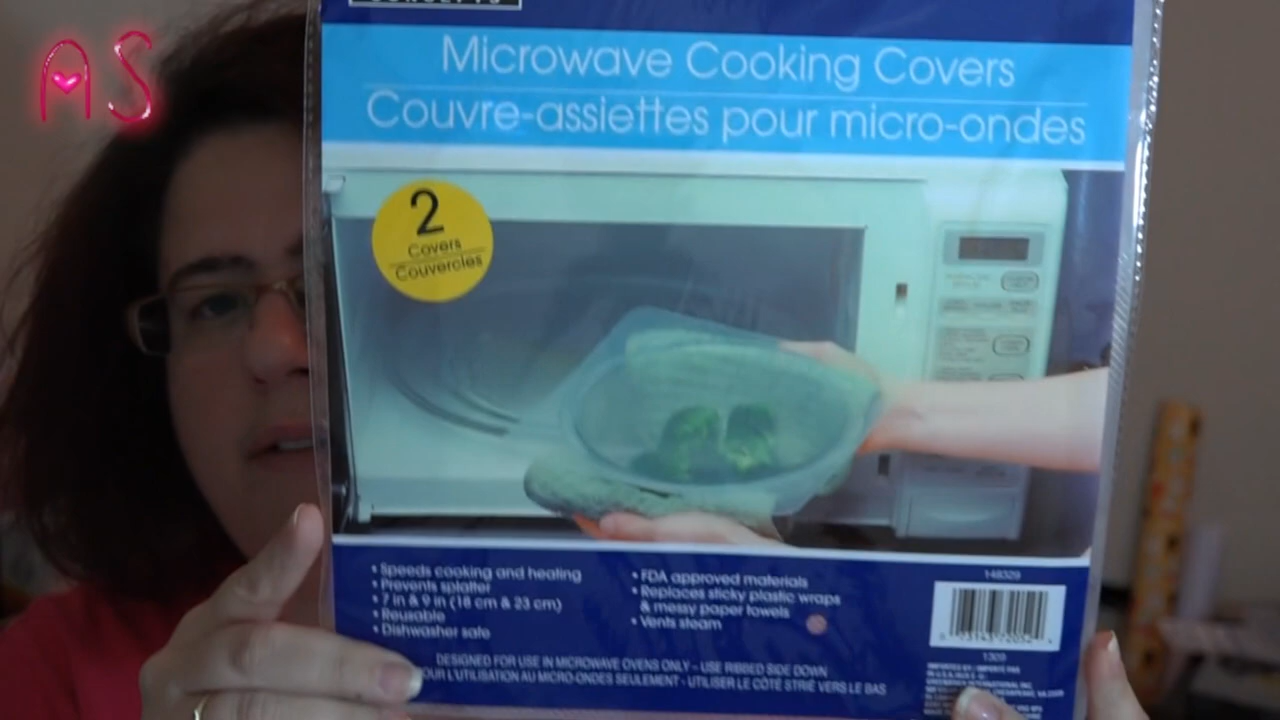 AS
Microwave Cooking Covers
Couvre-assiettes pour micro-ondes
2
Covers
Couvercles
• Speeds cooking and heating
• Prevents splatter
• 7 in & 9 in (18 cm & 23 cm)
• Reusable
• Dishwasher safe
• FDA approved materials
• Replaces sticky plastic wraps
& messy paper towels
• Vents steam
148329
1309
DESIGNED FOR USE IN MICROWAVE OVENS ONLY - USE RIBBED SIDE DOWN
POUR L'UTILISATION AU MICRO-ONDES SEULEMENT - UTILISER LE CÔTÉ STRIÉ VERS LE BAS